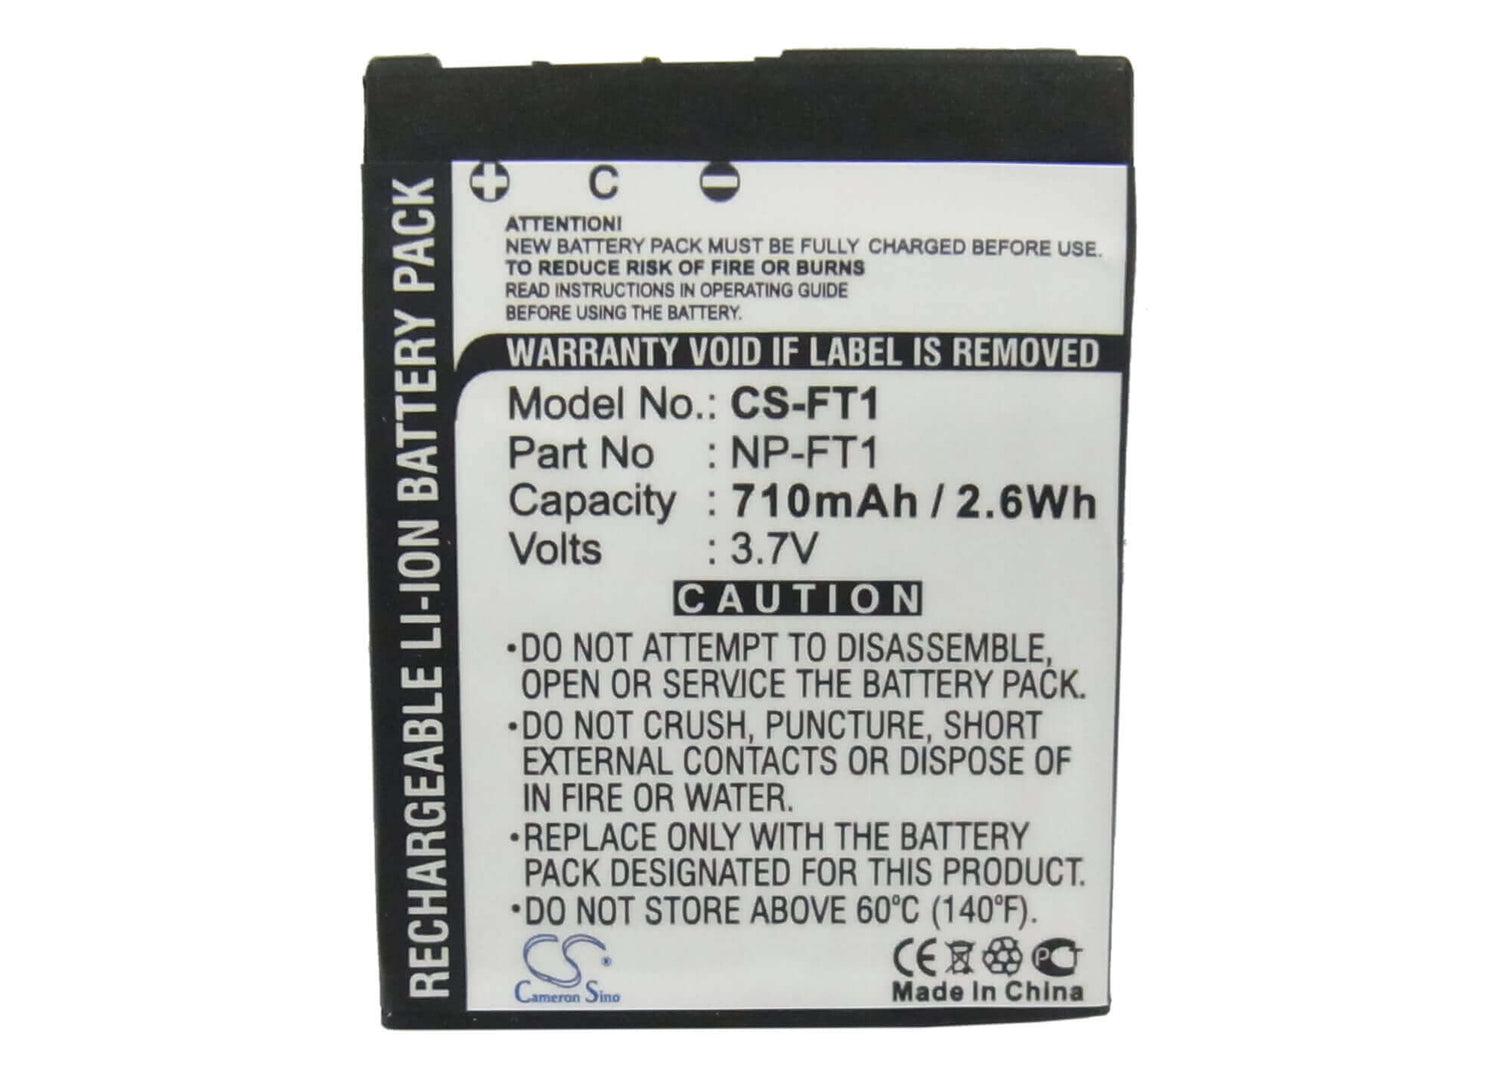 RECHARGEABLE LI-ION BATTERY PACK
+ C −
ATTENTION!
NEW BATTERY PACK MUST BE FULLY CHARGED BEFORE USE.
TO REDUCE RISK OF FIRE OR BURNS
READ INSTRUCTIONS IN OPERATING GUIDE
BEFORE USING THE BATTERY.
WARRANTY VOID IF LABEL IS REMOVED
Model No.: CS-FT1
Part No : NP-FT1
Capacity : 710mAh / 2.6Wh
Volts : 3.7V
CAUTION
•DO NOT ATTEMPT TO DISASSEMBLE,
OPEN OR SERVICE THE BATTERY PACK.
•DO NOT CRUSH, PUNCTURE, SHORT
EXTERNAL CONTACTS OR DISPOSE OF
IN FIRE OR WATER.
•REPLACE ONLY WITH THE BATTERY
PACK DESIGNATED FOR THIS PRODUCT.
•DO NOT STORE ABOVE 60°C (140°F).
CS®
Cameron Sino
CE PCT
Made In China